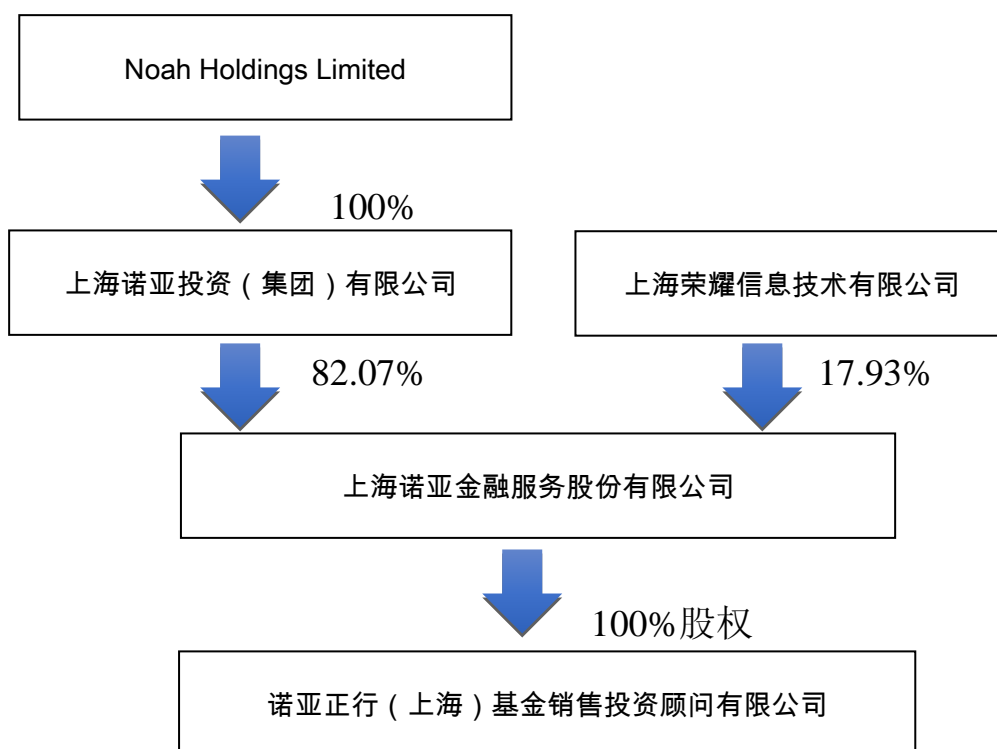 Noah Holdings Limited
100%
上海诺亚投资（集团）有限公司
上海荣耀信息技术有限公司
82.07%
17.93%
上海诺亚金融服务股份有限公司
100%股权
诺亚正行（上海）基金销售投资顾问有限公司